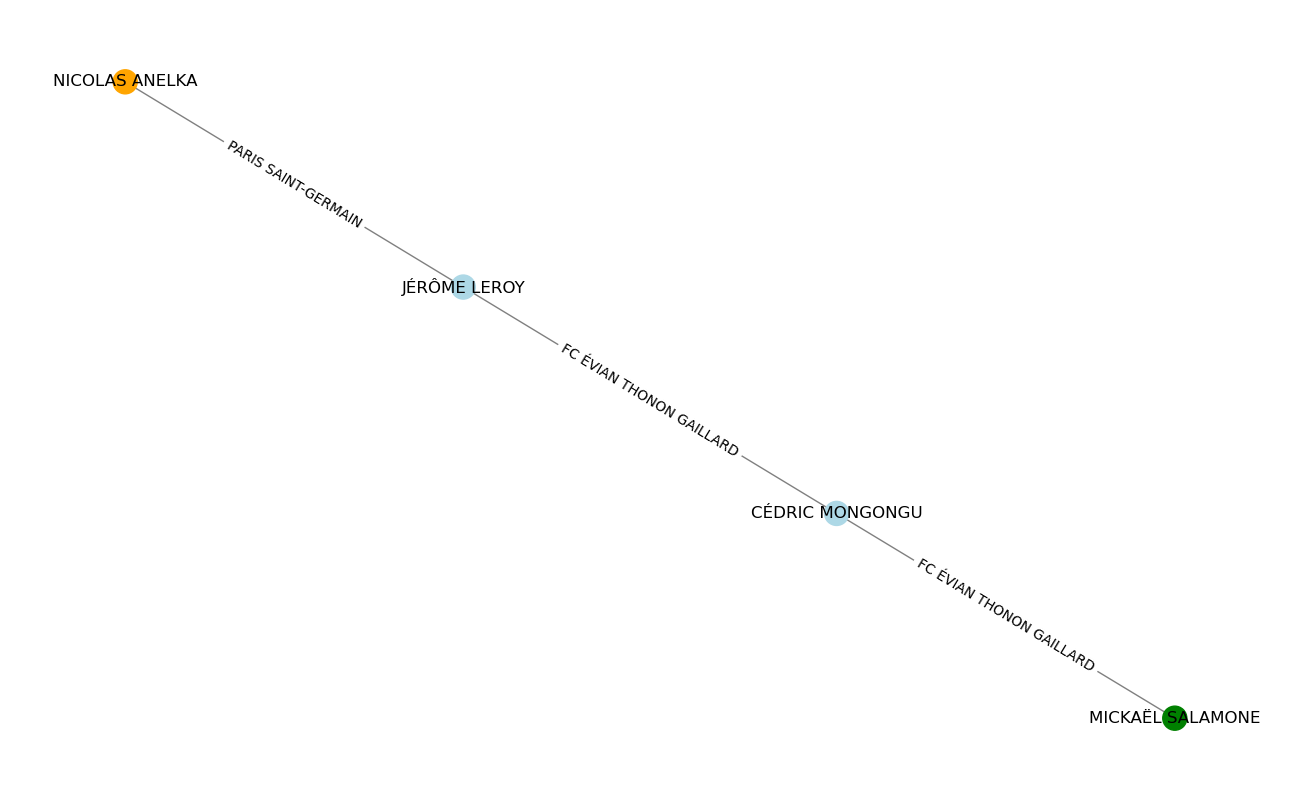 NICOLAS ANELKA
PARIS SAINT-GERMAIN
JÉRÔME LEROY
FC ÉVIAN THONON GAILLARD
CÉDRIC MONGONGU
FC ÉVIAN THONON GAILLARD
MICKAËL SALAMONE